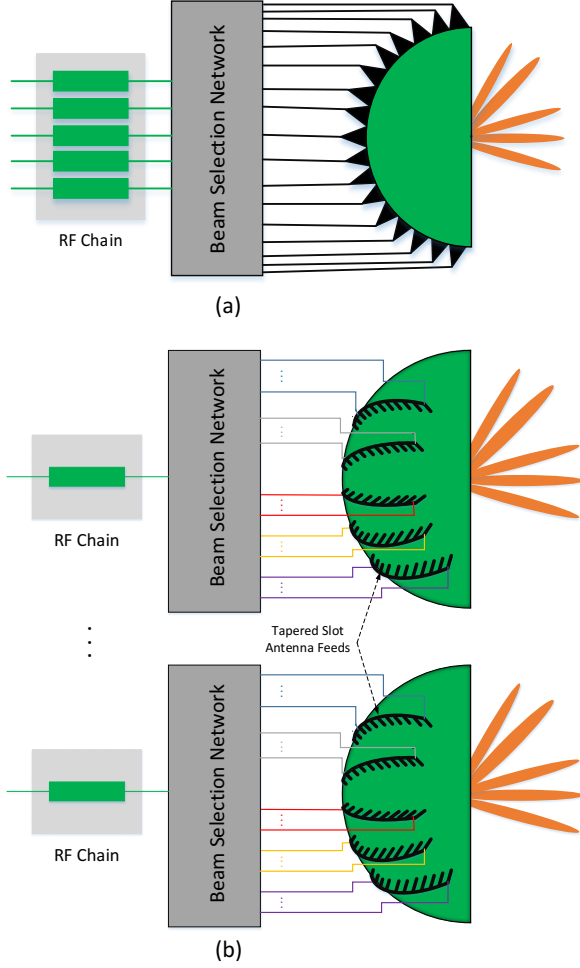 Beam Selection Network
RF Chain
(a)
Beam Selection Network
RF Chain
Tapered Slot
Antenna Feeds
Beam Selection Network
RF Chain
(b)